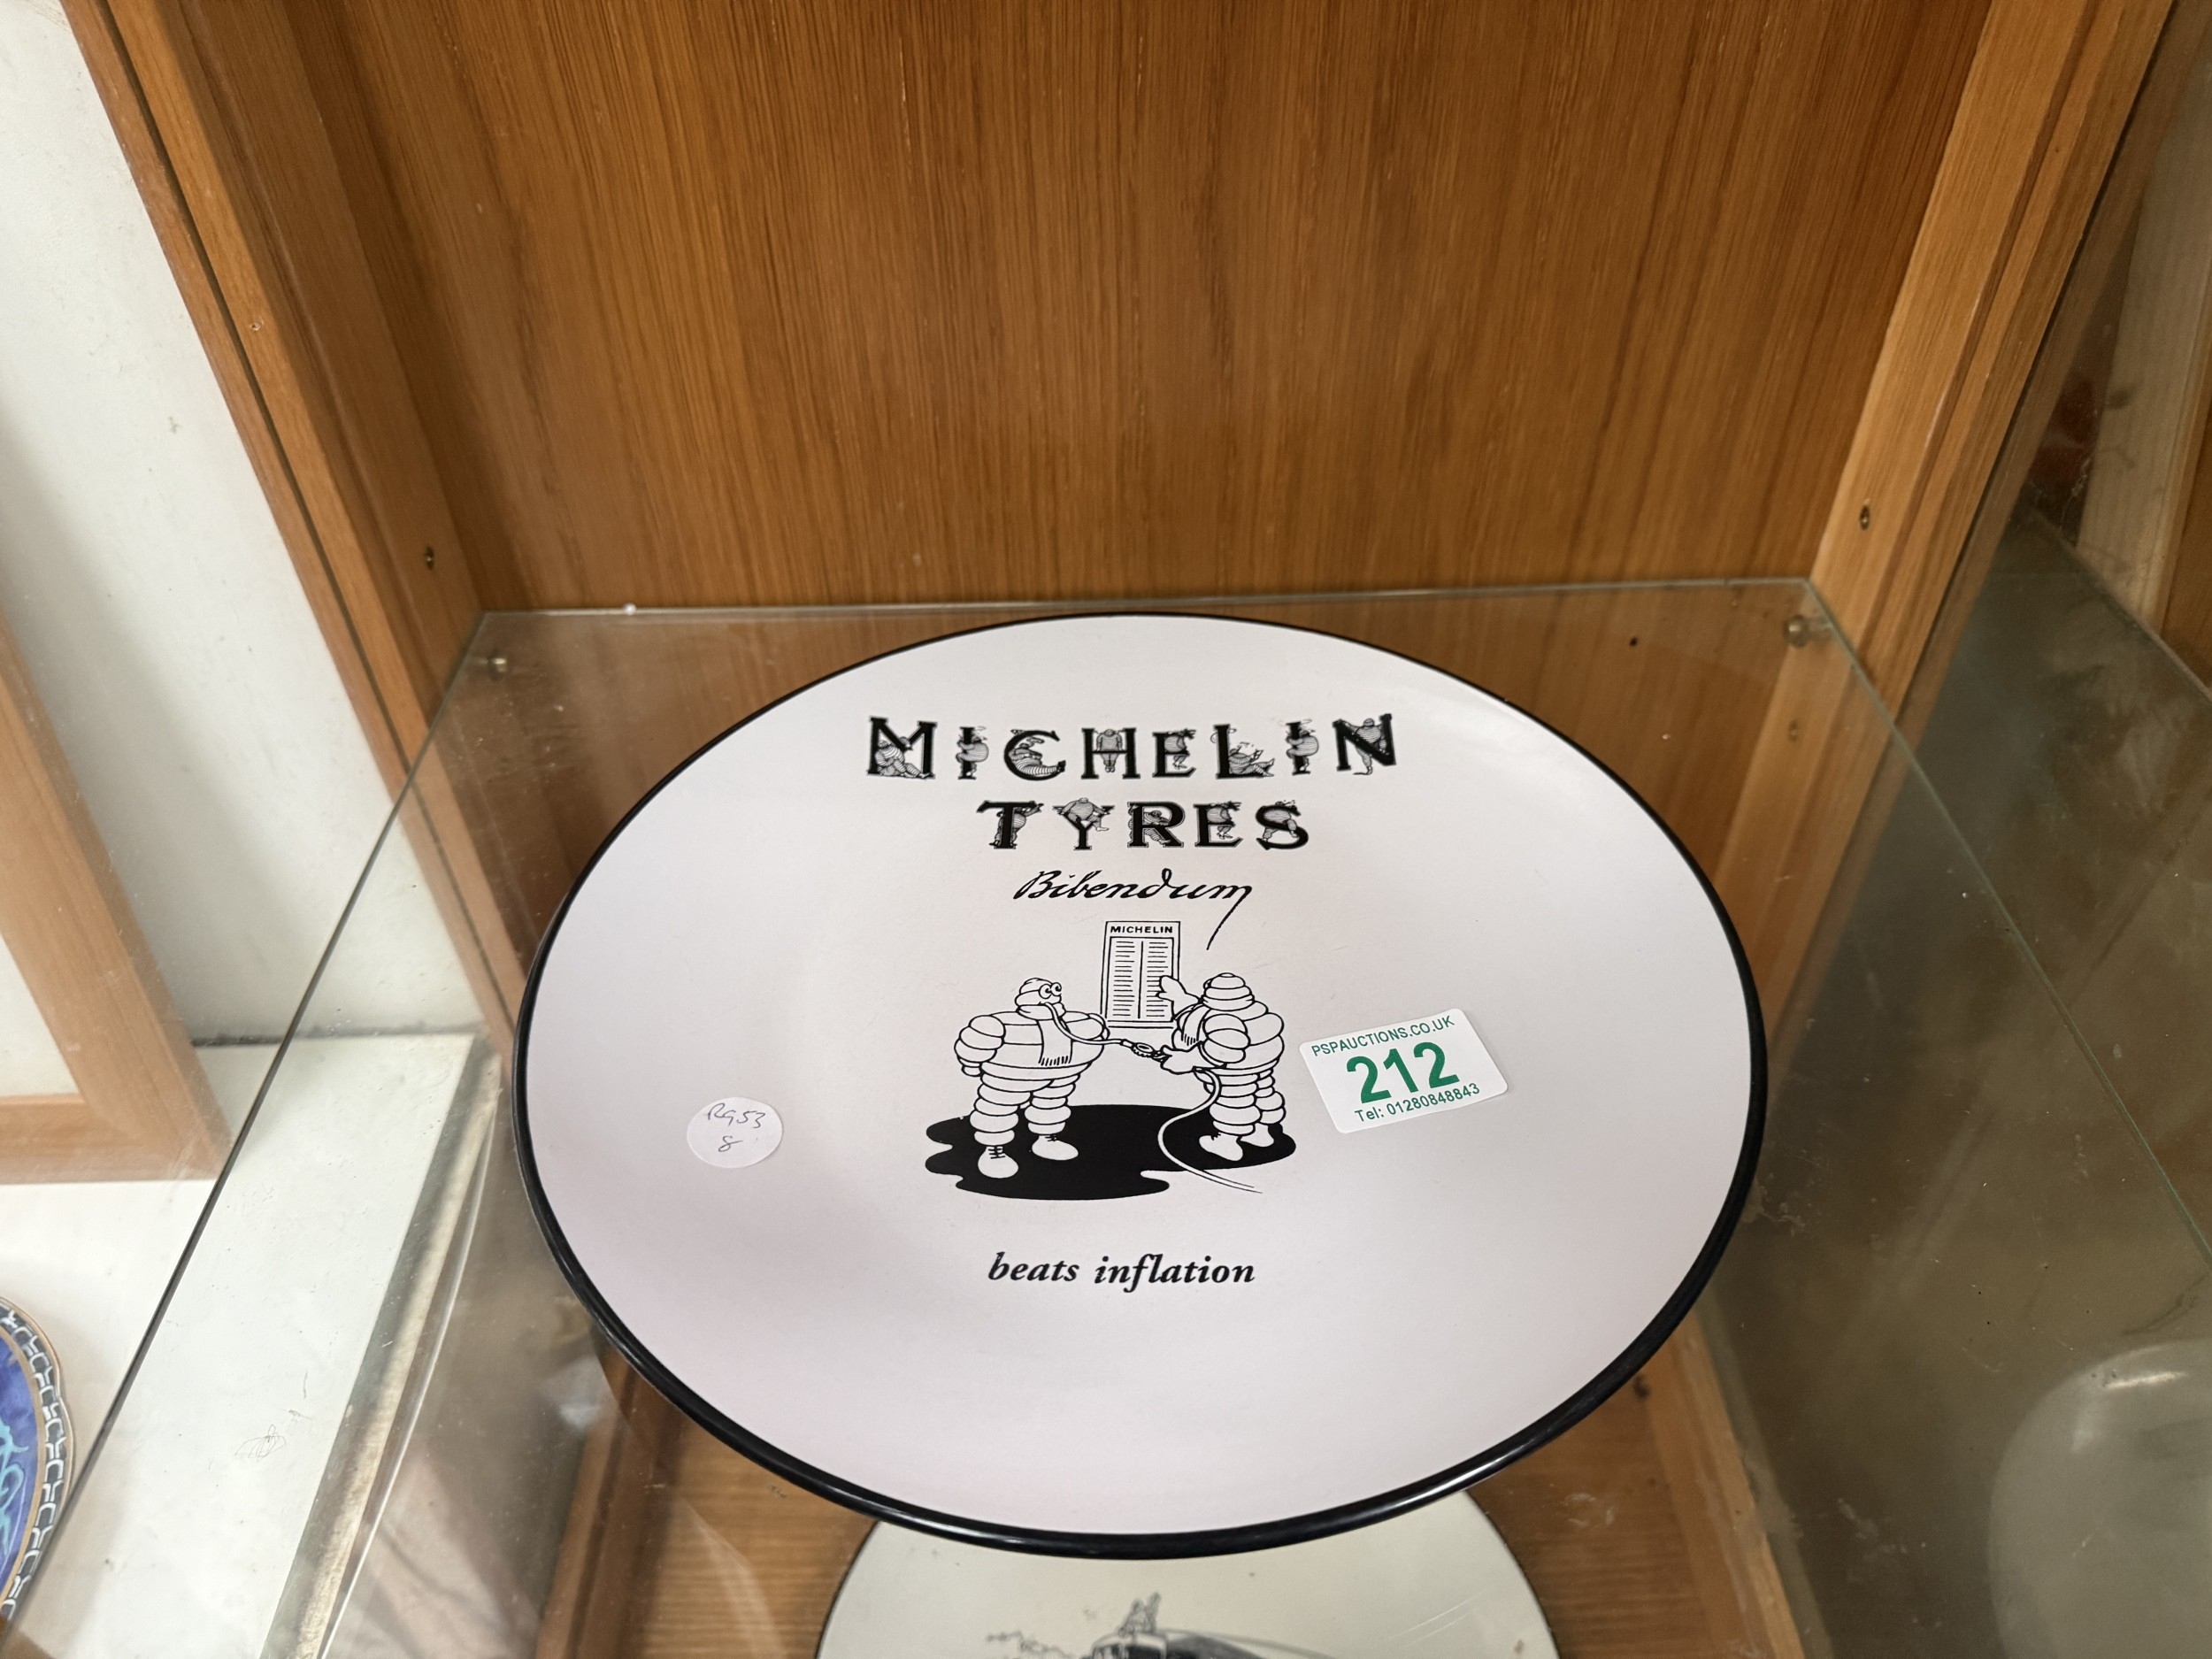 MICHELIN
TYRES
Bibendum
MICHELIN
PSPAUCTIONS.CO.UK
212
Tel: 01280848843
R953
8
beats inflation